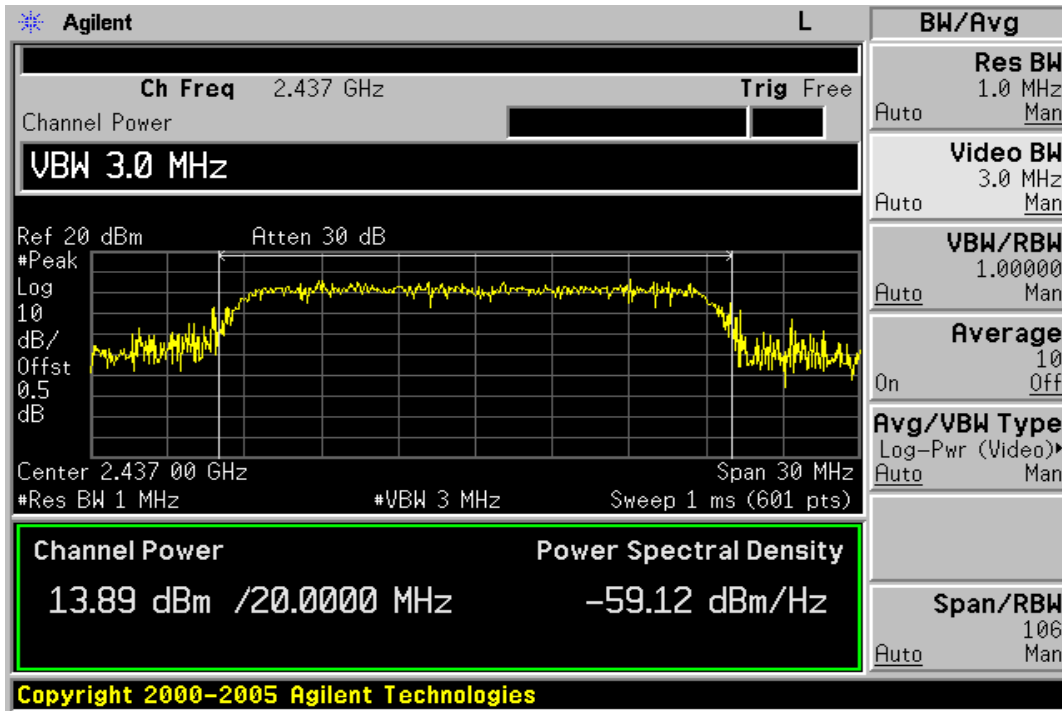 Agilent
L
Ch Freq 2.437 GHz
Trig Free
Channel Power
VBW 3.0 MHz
Ref 20 dBm
Atten 30 dB
#Peak
Log
10
dB/
Offst
0.5
dB
Center 2.437 00 GHz
Span 30 MHz
#Res BW 1 MHz
#VBW 3 MHz
Sweep 1 ms (601 pts)
Channel Power
Power Spectral Density
13.89 dBm /20.0000 MHz
-59.12 dBm/Hz
Copyright 2000-2005 Agilent Technologies
BW/Avg
Res BW
1.0 MHz
Auto Man
Video BW
3.0 MHz
Auto Man
VBW/RBW
1.00000
Auto Man
Average
10
On Off
Avg/VBW Type
Log-Pwr (Video)
Auto Man
Span/RBW
106
Auto Man